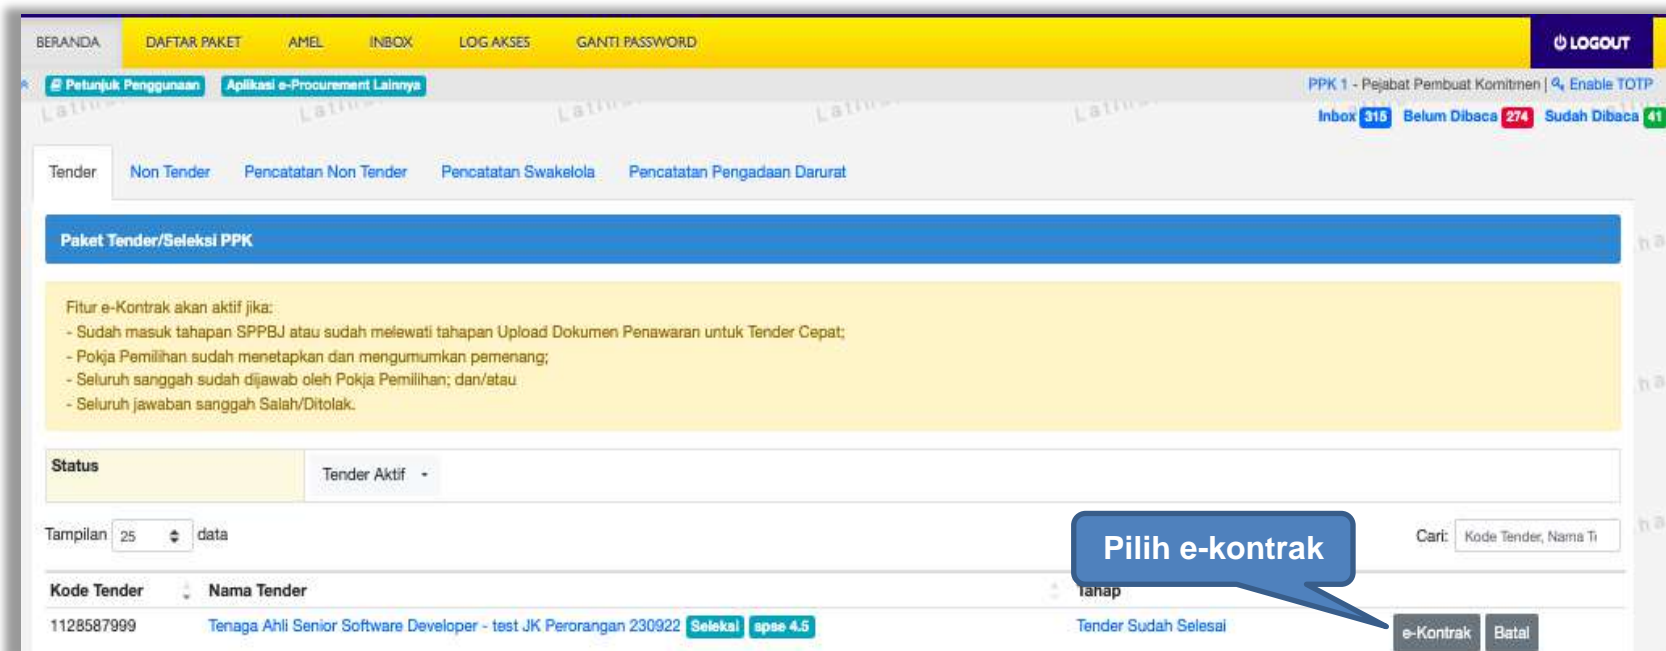 BERANDA DAFTAR PAKET AMEL INBOX LOG AKSES GANTI PASSWORD LOGOUT
Petunjuk Penggunaan Aplikasi e-Procurement Lainnya PPK 1 - Pejabat Pembuat Komitmen | Enable TOTP
Inbox 315 Belum Dibaca 274 Sudah Dibaca 41
Tender Non Tender Pencatatan Non Tender Pencatatan Swakelola Pencatatan Pengadaan Darurat
Paket Tender/Seleksi PPK
Fitur e-Kontrak akan aktif jika:
- Sudah masuk tahapan SPPBJ atau sudah melewati tahapan Upload Dokumen Penawaran untuk Tender Cepat;
- Pokja Pemilihan sudah menetapkan dan mengumumkan pemenang;
- Seluruh sanggah sudah dijawab oleh Pokja Pemilihan; dan/atau
- Seluruh jawaban sanggah Salah/Ditolak.
Status Tender Aktif
Tampilan 25 data Pilih e-kontrak Cari: Kode Tender, Nama Te
Kode Tender Nama Tender Tahap
1128587999 Tenaga Ahli Senior Software Developer - test JK Perorangan 230922 Seleksi spse 4.5 Tender Sudah Selesai e-Kontrak Batal